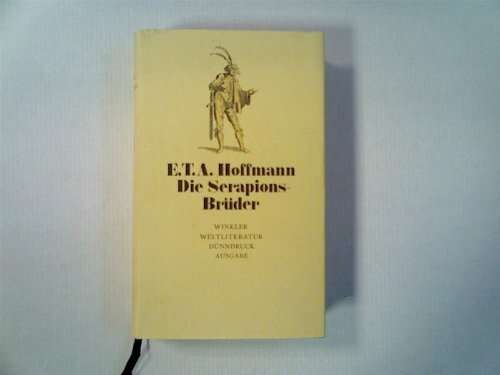 E.T.A. Hoffmann
Die Serapions-
Brüder
WINKLER
WELTLITERATUR
DÜNNDRUCK
AUSGABE